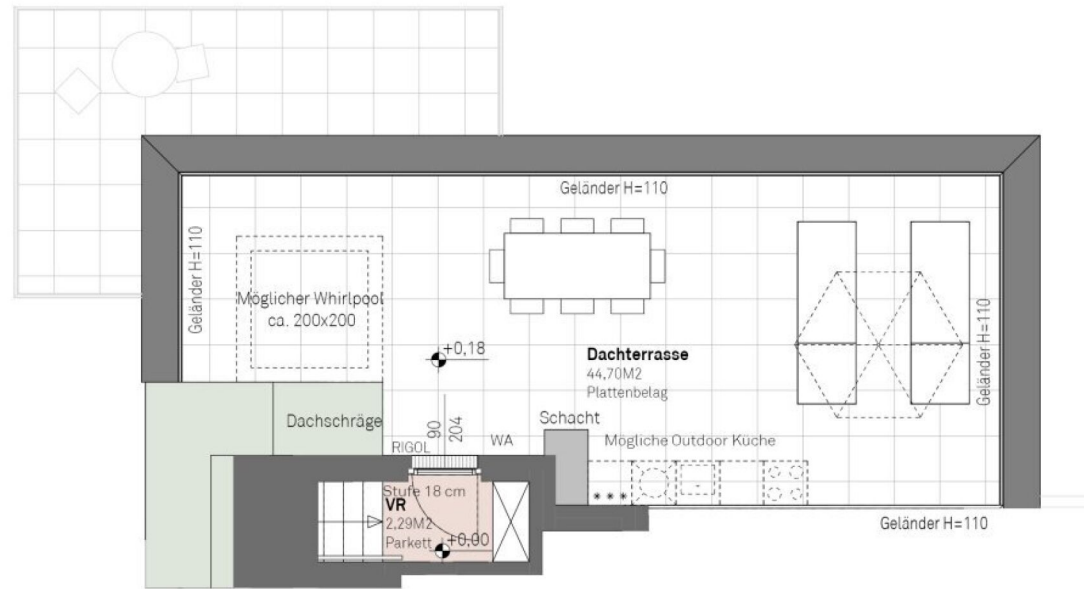 Geländer H=110
Geländer H=110
Möglicher Whirlpool
ca. 200x200
+0,18
Dachterrasse
44,70M2
Plattenbelag
Geländer H=110
Dachschräge
90
204
RIGOL
WA
Schacht
Mögliche Outdoor Küche
Stufe 18 cm
VR
2,29M2
Parkett
+0,00
Geländer H=110